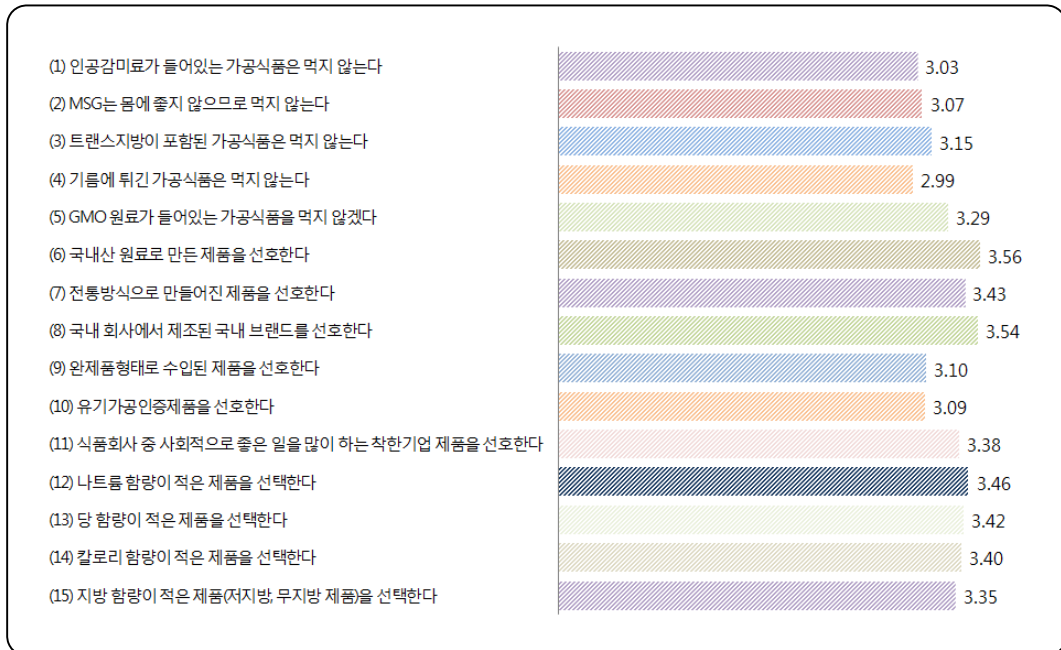 (1) 인공감미료가 들어있는 가공식품은 먹지 않는다 3.03
(2) MSG는 몸에 좋지 않으므로 먹지 않는다 3.07
(3) 트랜스지방이 포함된 가공식품은 먹지 않는다 3.15
(4) 기름에 튀긴 가공식품은 먹지 않는다 2.99
(5) GMO 원료가 들어있는 가공식품을 먹지 않겠다 3.29
(6) 국내산 원료로 만든 제품을 선호한다 3.56
(7) 전통방식으로 만들어진 제품을 선호한다 3.43
(8) 국내 회사에서 제조된 국내 브랜드를 선호한다 3.54
(9) 완제품형태로 수입된 제품을 선호한다 3.10
(10) 유기가공인증제품을 선호한다 3.09
(11) 식품회사 중 사회적으로 좋은 일을 많이 하는 착한기업 제품을 선호한다 3.38
(12) 나트륨 함량이 적은 제품을 선택한다 3.46
(13) 당 함량이 적은 제품을 선택한다 3.42
(14) 칼로리 함량이 적은 제품을 선택한다 3.40
(15) 지방 함량이 적은 제품(저지방, 무지방 제품)을 선택한다 3.35